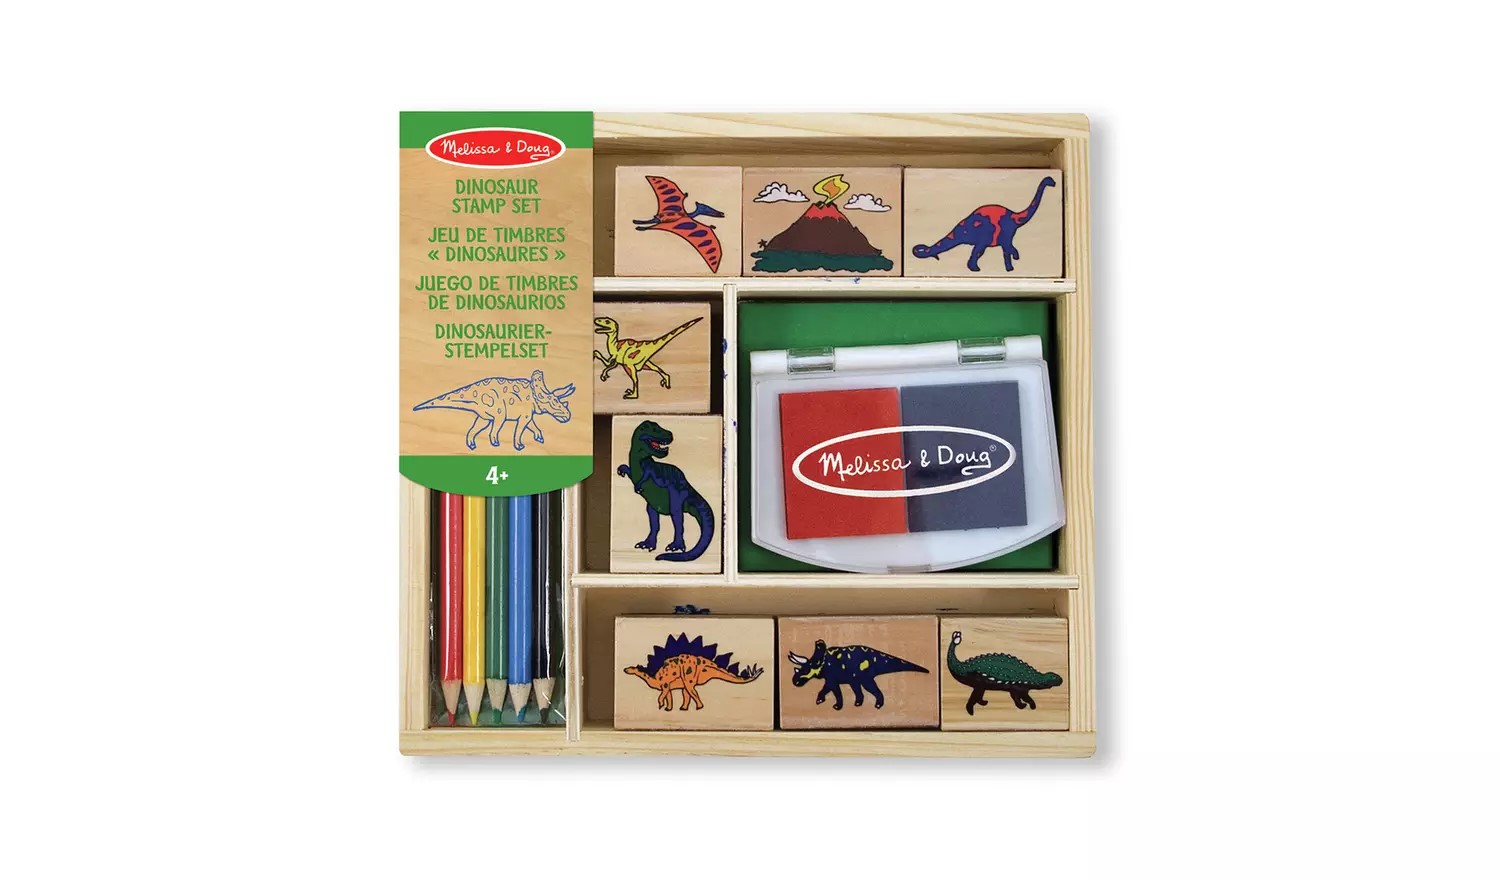 Melissa & Doug®
DINOSAUR
STAMP SET
JEU DE TIMBRES
« DINOSAURES »
JUEGO DE TIMBRES
DE DINOSAURIOS
DINOSAURIER-
STEMPELSET
4+
Melissa & Doug®